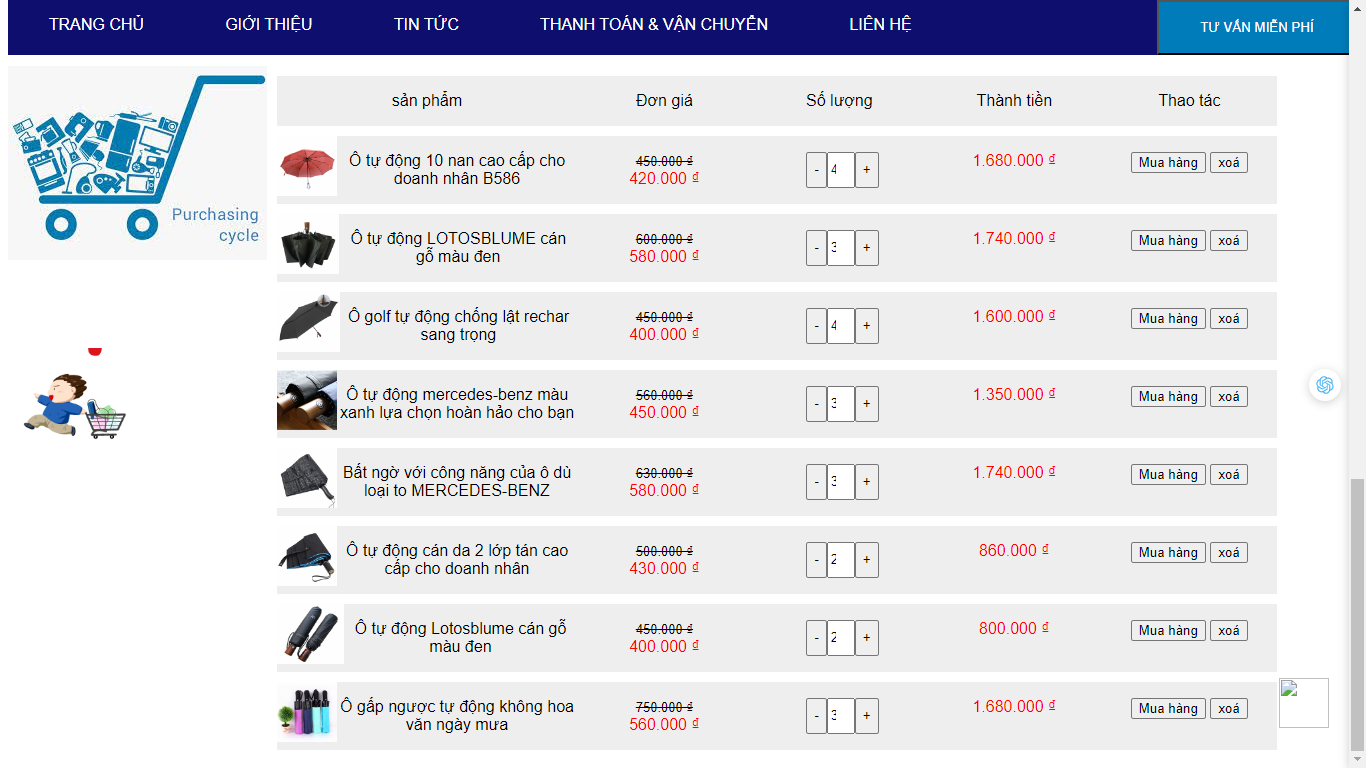 TRANG CHỦ GIỚI THIỆU TIN TỨC THANH TOÁN & VẬN CHUYỂN LIÊN HỆ TƯ VẤN MIỄN PHÍ
Purchasing
cycle
sản phẩm Đơn giá Số lượng Thành tiền Thao tác
Ô tự động 10 nan cao cấp cho
doanh nhân B586
450.000 ₫
420.000 ₫
- 4 +
1.680.000 ₫
Mua hàng xoá
Ô tự động LOTOSBLUME cán
gỗ màu đen
600.000 ₫
580.000 ₫
- 3 +
1.740.000 ₫
Mua hàng xoá
Ô golf tự động chống lật rechar
sang trọng
450.000 ₫
400.000 ₫
- 4 +
1.600.000 ₫
Mua hàng xoá
Ô tự động mercedes-benz màu
xanh lựa chọn hoàn hảo cho bạn
560.000 ₫
450.000 ₫
- 3 +
1.350.000 ₫
Mua hàng xoá
Bất ngờ với công năng của ô dù
loại to MERCEDES-BENZ
630.000 ₫
580.000 ₫
- 3 +
1.740.000 ₫
Mua hàng xoá
Ô tự động cán da 2 lớp tán cao
cấp cho doanh nhân
500.000 ₫
430.000 ₫
- 2 +
860.000 ₫
Mua hàng xoá
Ô tự động Lotosblume cán gỗ
màu đen
450.000 ₫
400.000 ₫
- 2 +
800.000 ₫
Mua hàng xoá
Ô gấp ngược tự động không hoa
văn ngày mưa
750.000 ₫
560.000 ₫
- 3 +
1.680.000 ₫
Mua hàng xoá